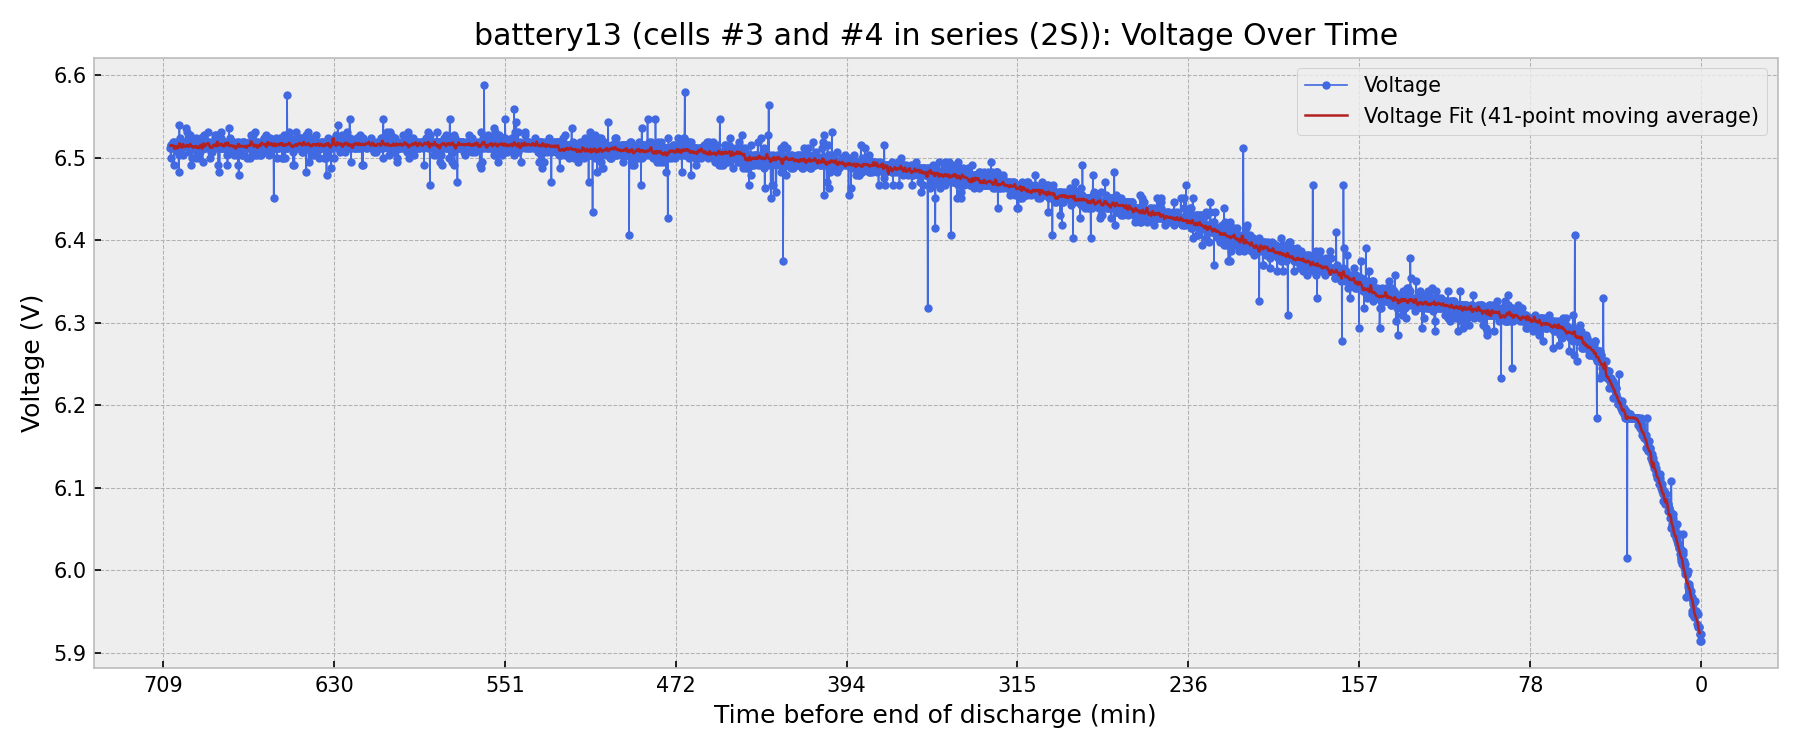 battery13 (cells #3 and #4 in series (2S)): Voltage Over Time
Voltage
Voltage Fit (41-point moving average)
Voltage (V)
6.6
6.5
6.4
6.3
6.2
6.1
6.0
5.9
709 630 551 472 394 315 236 157 78 0
Time before end of discharge (min)